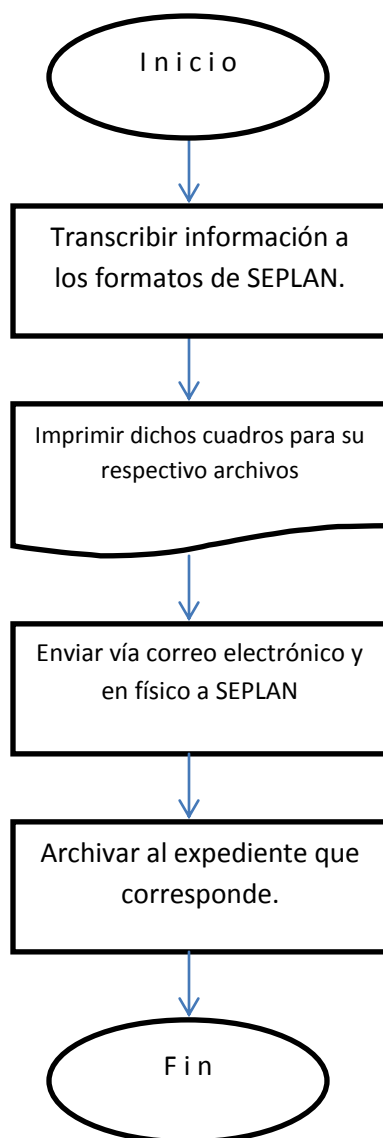 I n i c i o
Transcribir información a
los formatos de SEPLAN.
Imprimir dichos cuadros para su
respectivo archivos
Enviar vía correo electrónico y
en físico a SEPLAN
Archivar al expediente que
corresponde.
F i n